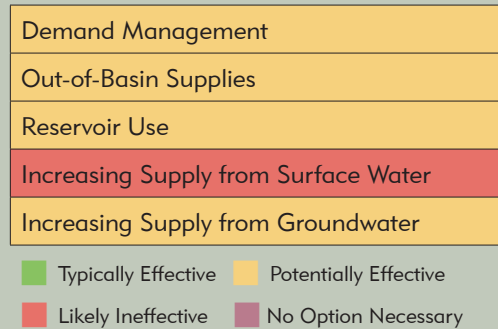 Demand Management
Out-of-Basin Supplies
Reservoir Use
Increasing Supply from Surface Water
Increasing Supply from Groundwater
Typically Effective Potentially Effective
Likely Ineffective No Option Necessary